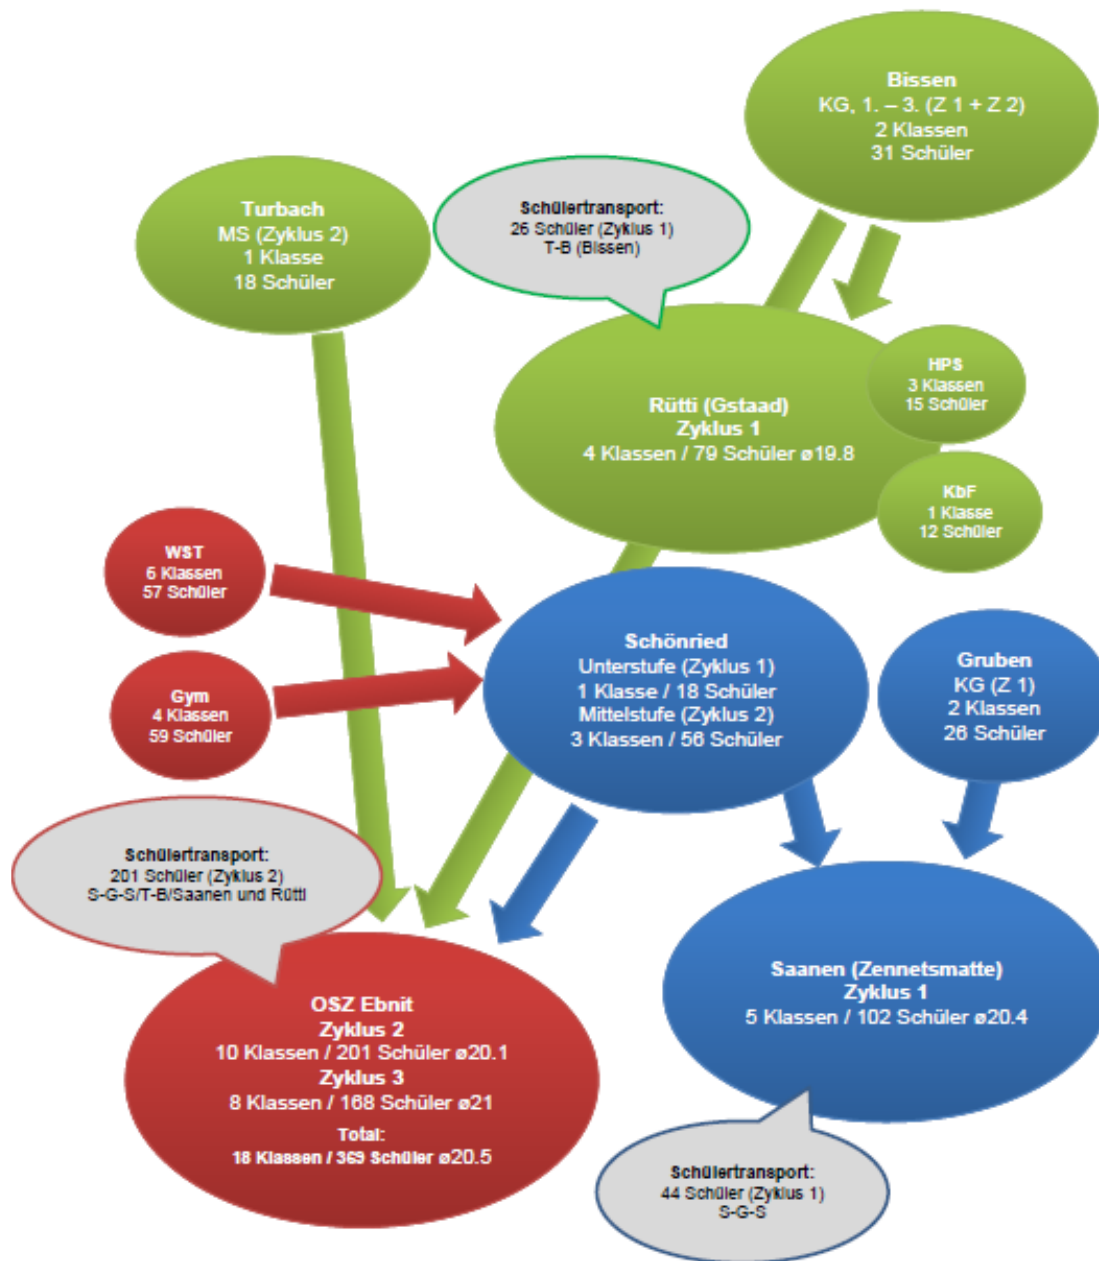 Bissen
KG, 1. – 3. (Z 1 + Z 2)
2 Klassen
31 Schüler
Turbach
MS (Zyklus 2)
1 Klasse
18 Schüler
Schülertransport:
26 Schüler (Zyklus 1)
T-B (Bissen)
HPS
3 Klassen
15 Schüler
Rütti (Gstaad)
Zyklus 1
4 Klassen / 79 Schüler ø19.8
KbF
1 Klasse
12 Schüler
WST
6 Klassen
57 Schüler
Schönried
Unterstufe (Zyklus 1)
1 Klasse / 18 Schüler
Mittelstufe (Zyklus 2)
3 Klassen / 56 Schüler
Gruben
KG (Z 1)
2 Klassen
26 Schüler
Gym
4 Klassen
59 Schüler
Schülertransport:
201 Schüler (Zyklus 2)
S-G-S/T-B/Saanen und Rütti
Saanen (Zennetsmatte)
Zyklus 1
5 Klassen / 102 Schüler ø20.4
OSZ Ebnit
Zyklus 2
10 Klassen / 201 Schüler ø20.1
Zyklus 3
8 Klassen / 168 Schüler ø21
Total:
18 Klassen / 369 Schüler ø20.5
Schülertransport:
44 Schüler (Zyklus 1)
S-G-S